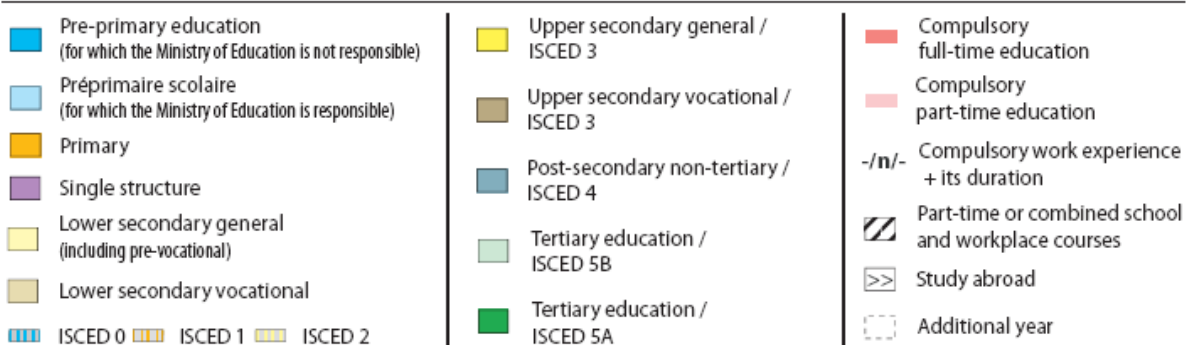 Pre-primary education
(for which the Ministry of Education is not responsible)
Préprimaire scolaire
(for which the Ministry of Education is responsible)
Primary
Single structure
Lower secondary general
(including pre-vocational)
Lower secondary vocational
ISCED 0 ISCED 1 ISCED 2
Upper secondary general /
ISCED 3
Upper secondary vocational /
ISCED 3
Post-secondary non-tertiary /
ISCED 4
Tertiary education /
ISCED 5B
Tertiary education /
ISCED 5A
Compulsory
full-time education
Compulsory
part-time education
-/n/- Compulsory work experience
+ its duration
Part-time or combined school
and workplace courses
>> Study abroad
Additional year